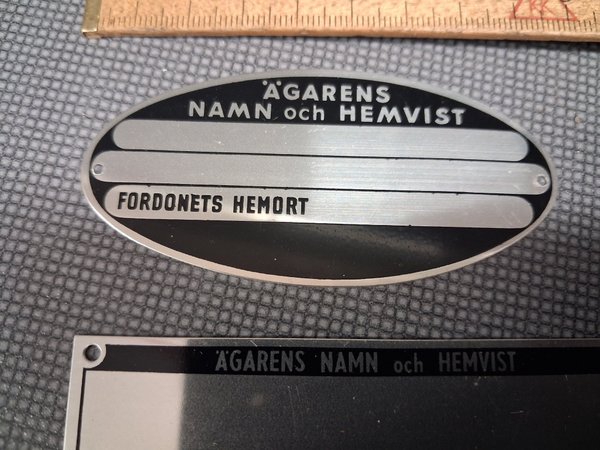 ÄGARENS
NAMN och HEMVIST
FORDONETS HEMORT
ÄGARENS NAMN och HEMVIST